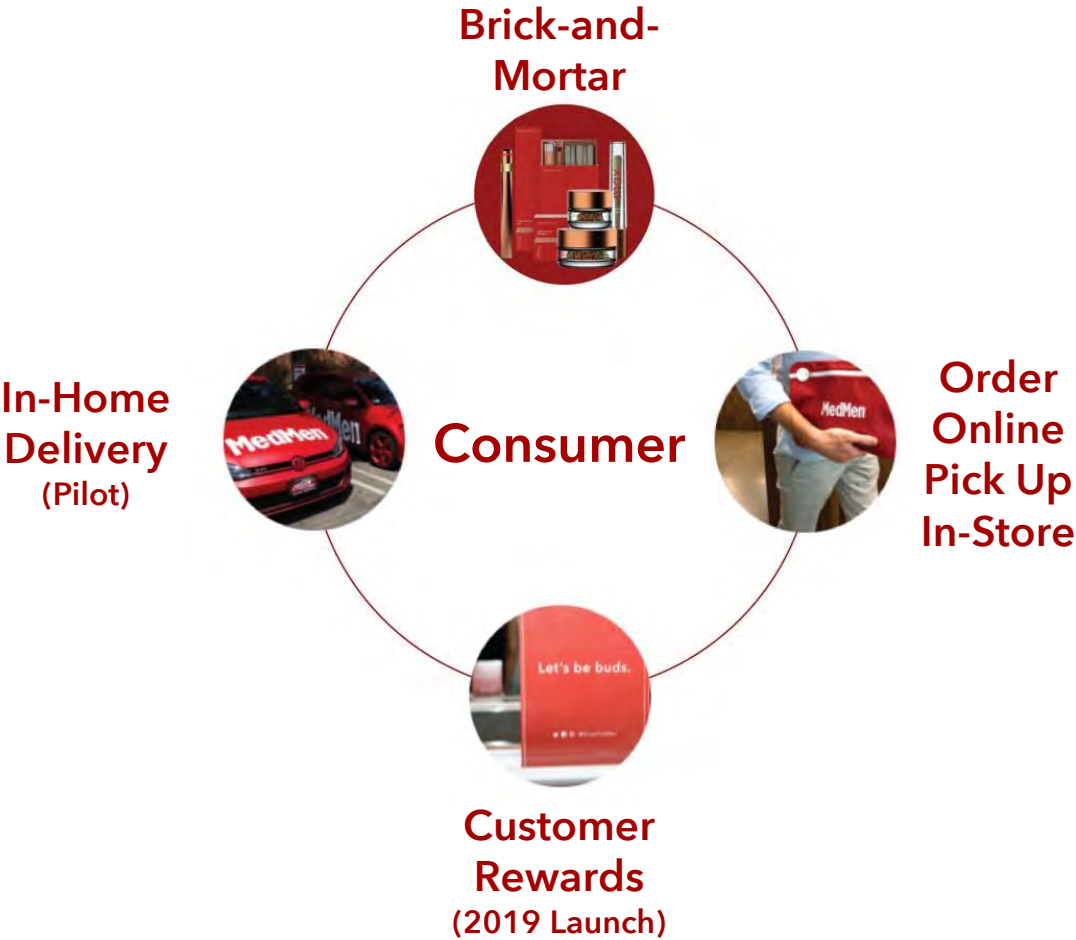 Brick-and-
Mortar
In-Home
Delivery
(Pilot)
MedMen
MedMen
Consumer
MedMen
Order
Online
Pick Up
In-Store
Let's be buds.
Customer
Rewards
(2019 Launch)